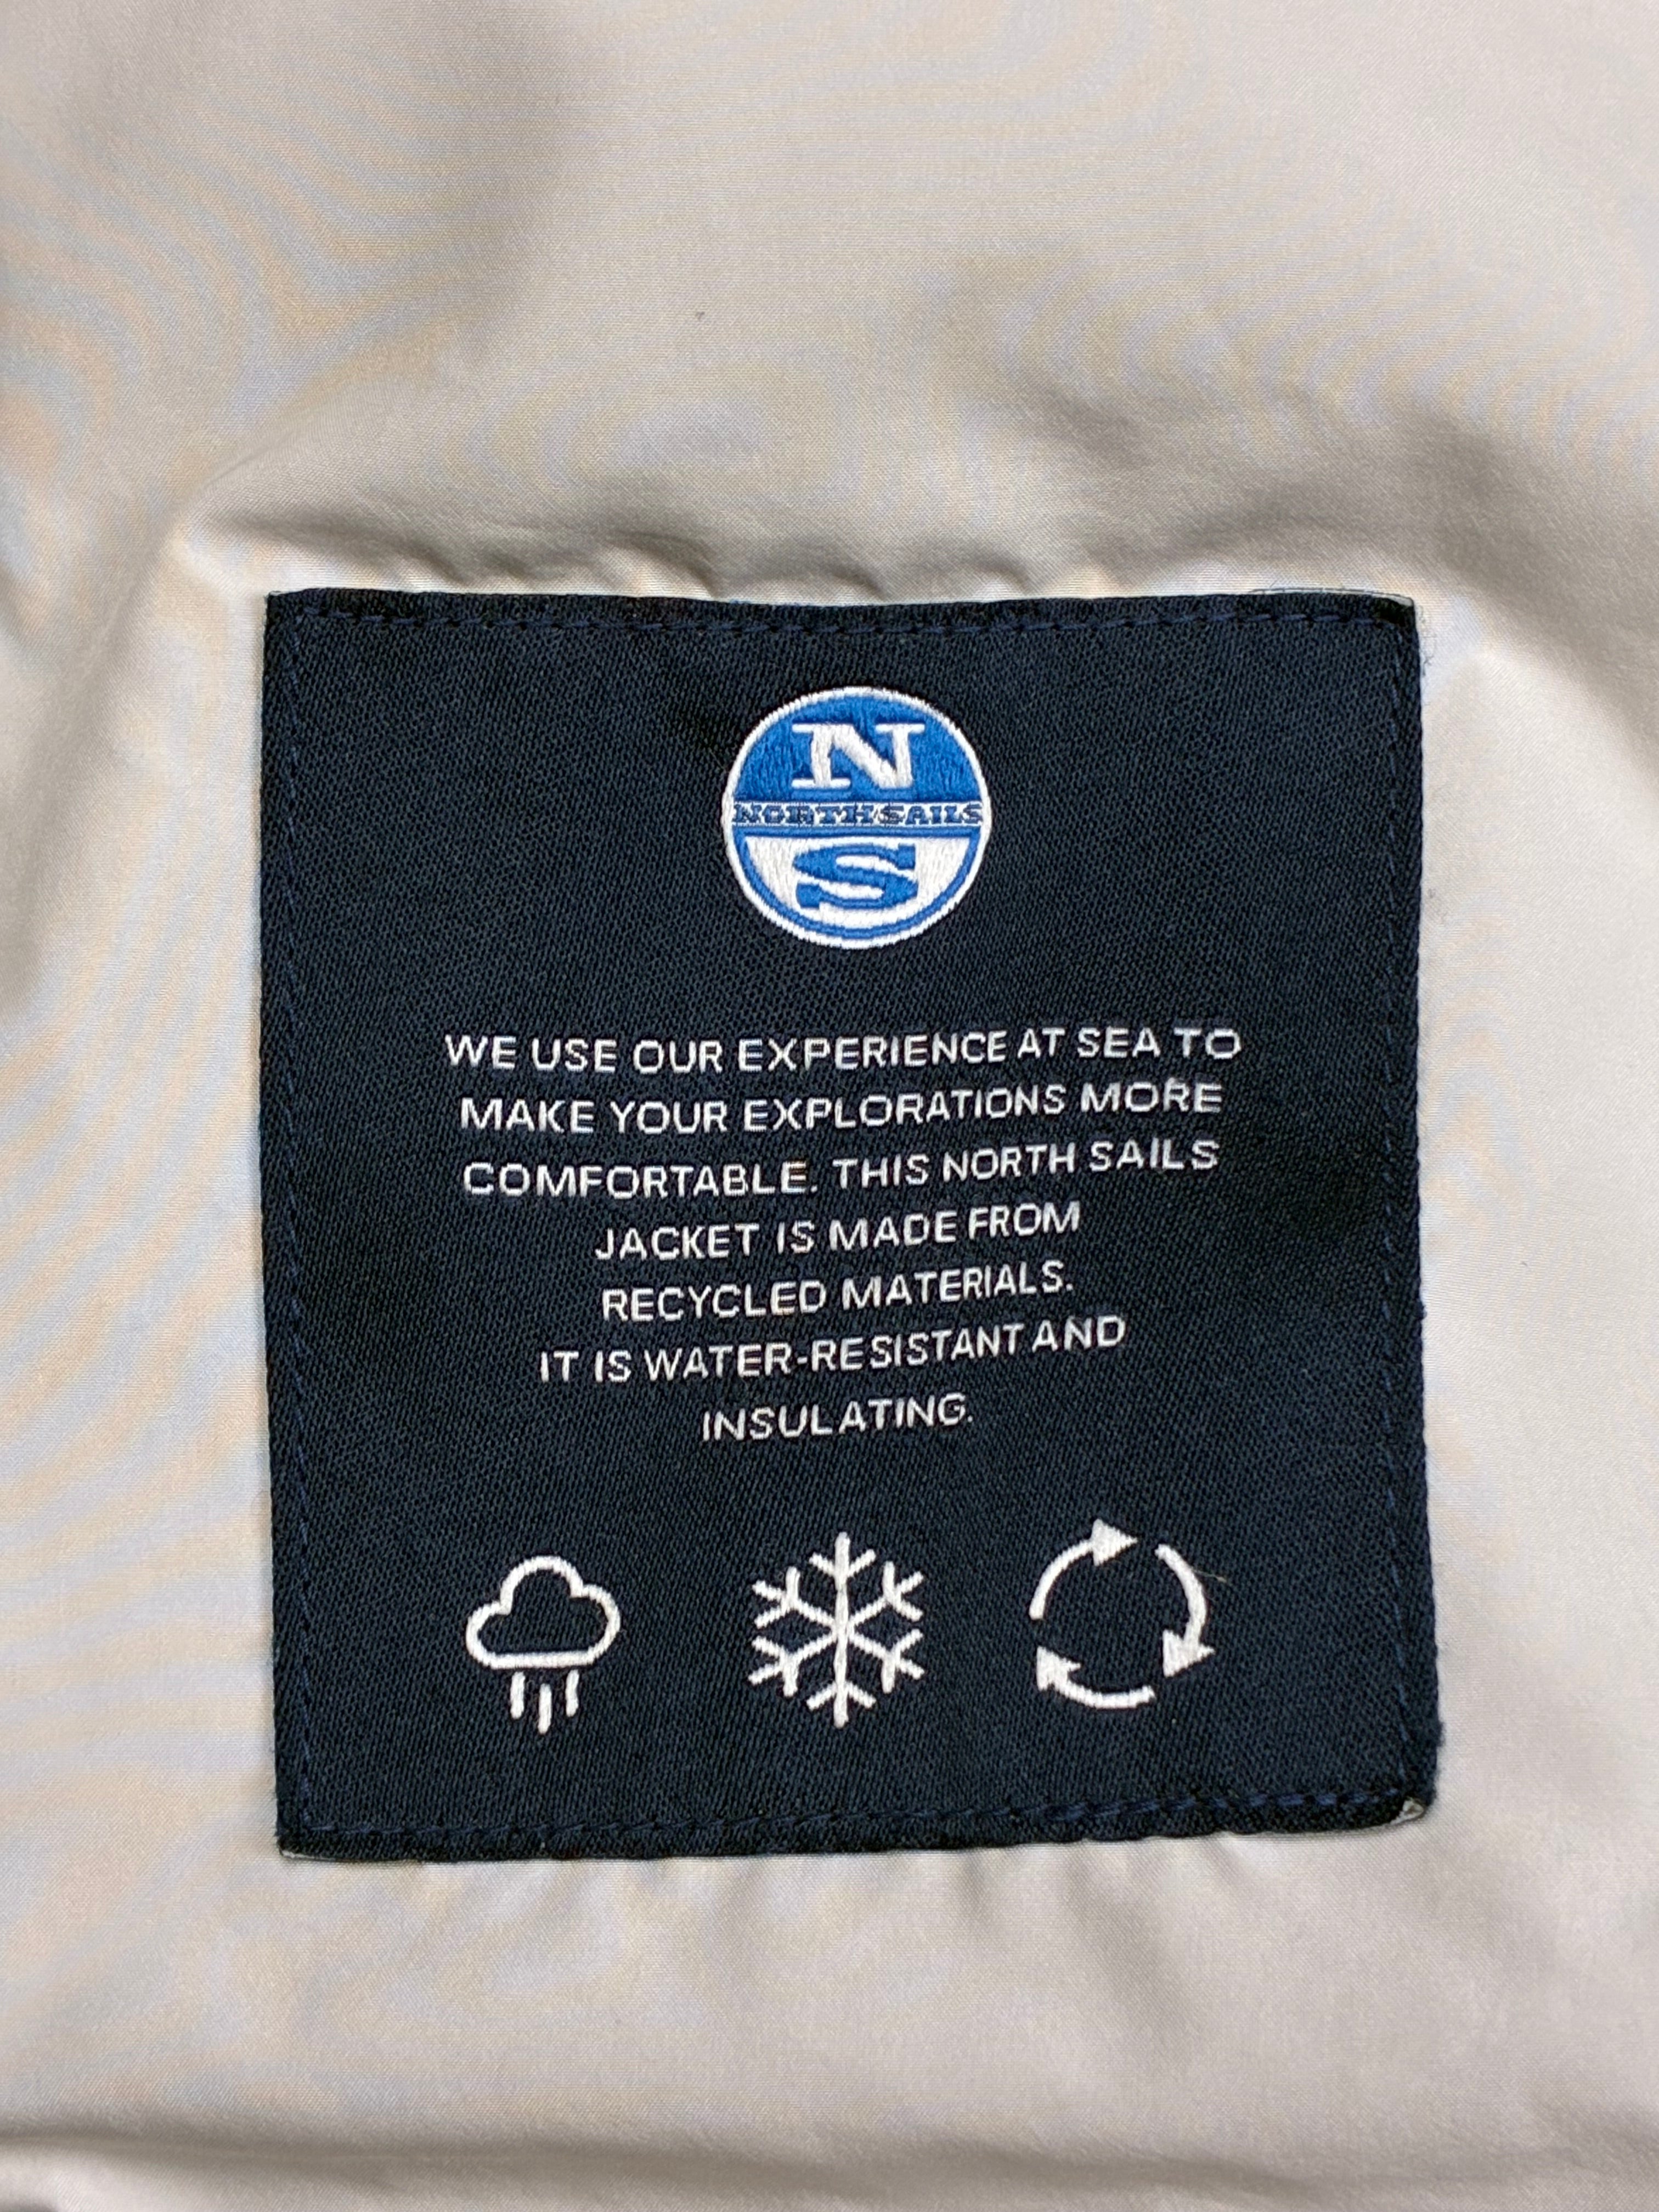 N
NORTH SAILS
S
WE USE OUR EXPERIENCE AT SEA TO
MAKE YOUR EXPLORATIONS MORE
COMFORTABLE. THIS NORTH SAILS
JACKET IS MADE FROM
RECYCLED MATERIALS.
IT IS WATER-RESISTANT AND
INSULATING.